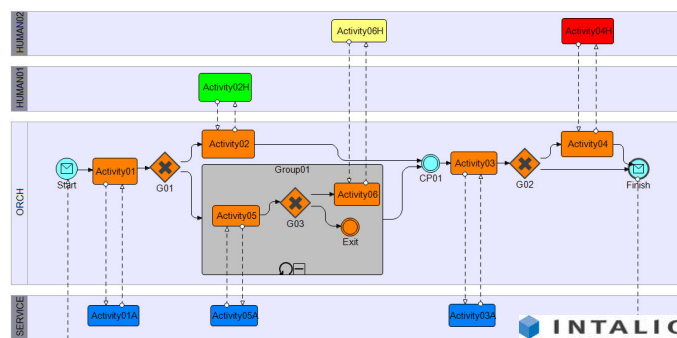 HUMAN02
Activity06H
Activity04H
HUMAN01
Activity02H
ORCH
Activity02
Activity04
Group01
Start
Activity01
G01
CP01
Activity03
G02
Finish
Activity06
Activity05
G03
Exit
SERVICE
Activity01A
Activity05A
Activity03A
INTALIO